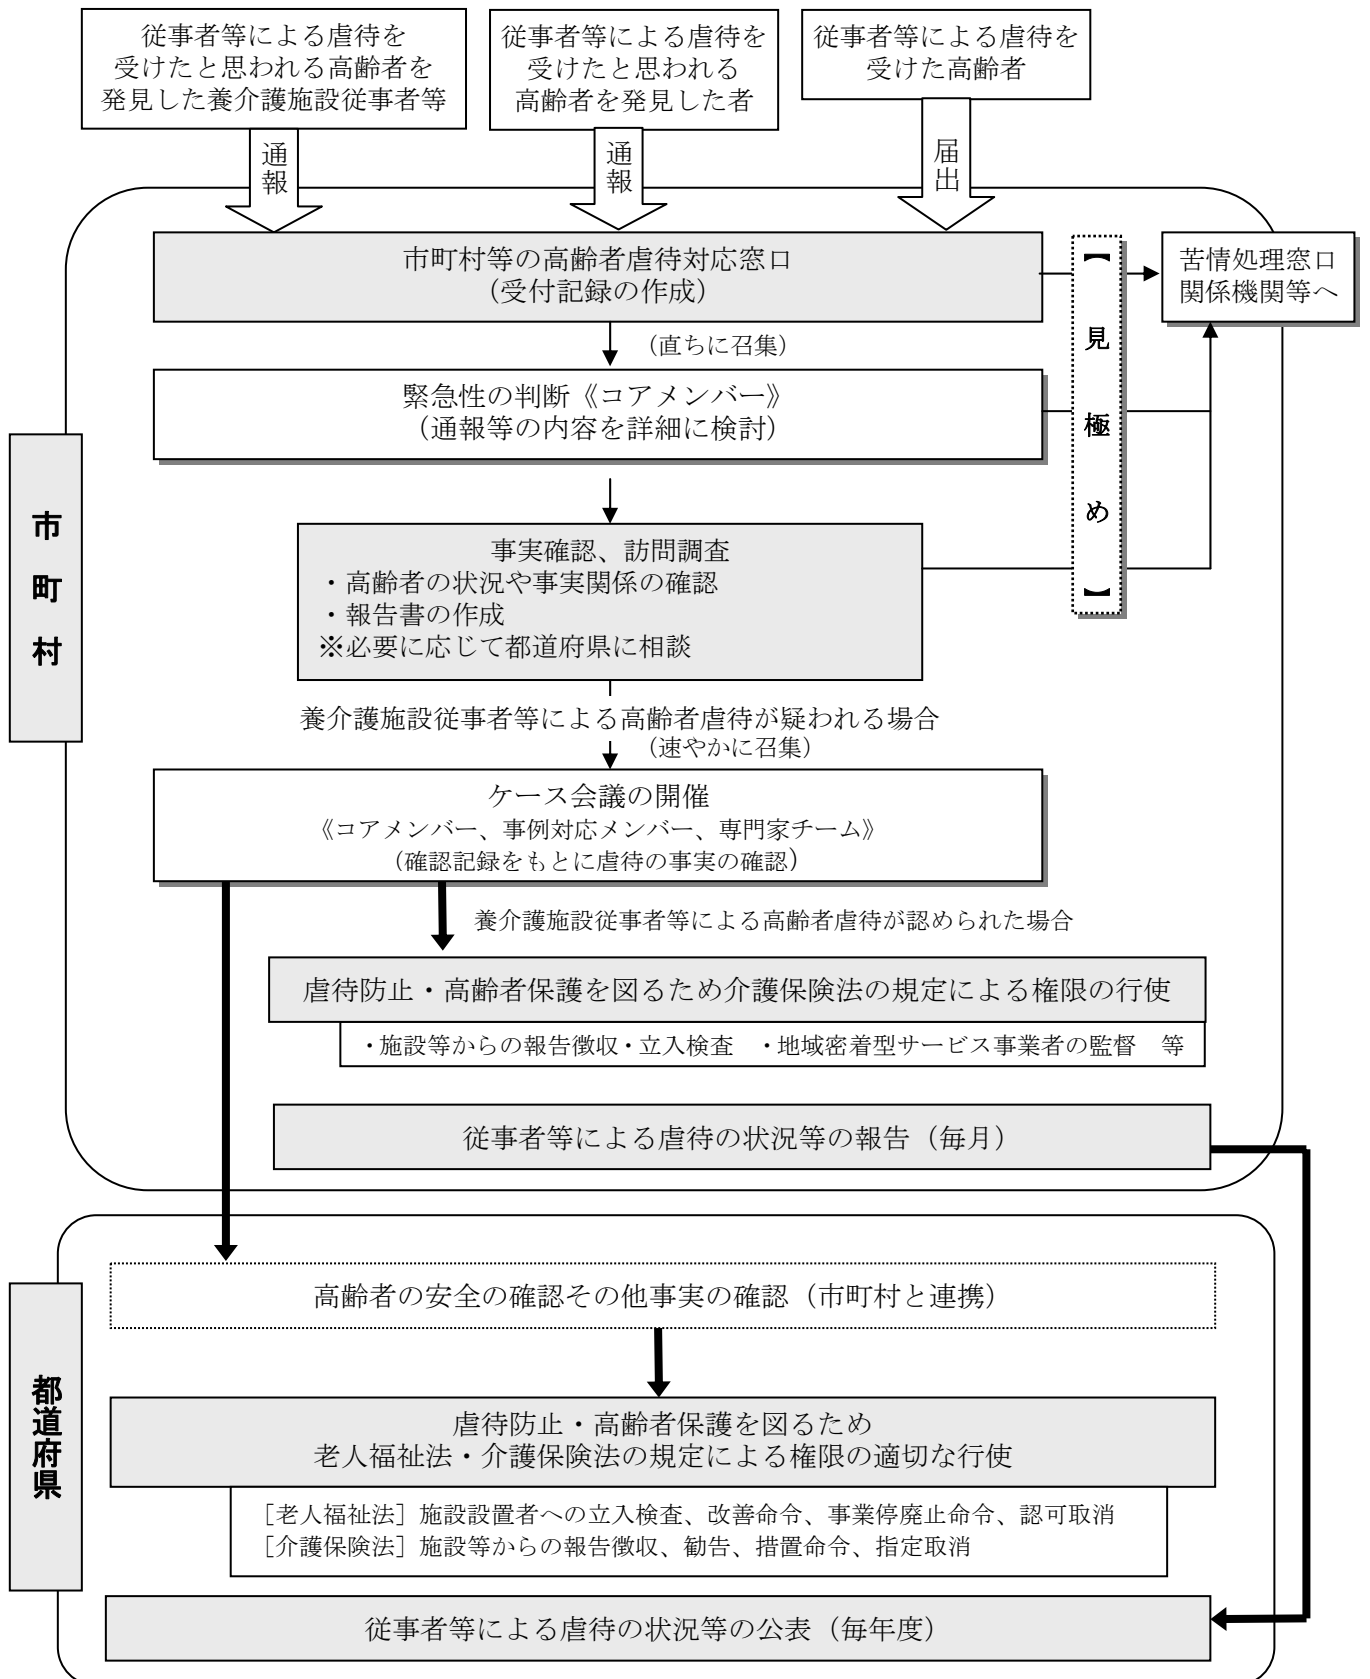 従事者等による虐待を
受けたと思われる高齢者を
発見した養介護施設従事者等
従事者等による虐待を
受けたと思われる
高齢者を発見した者
従事者等による虐待を
受けた高齢者
通報
通報
届出
市町村等の高齢者虐待対応窓口
（受付記録の作成）
苦情処理窓口
関係機関等へ
【見極め】
（直ちに召集）
緊急性の判断《コアメンバー》
（通報等の内容を詳細に検討）
市町村
事実確認、訪問調査
・高齢者の状況や事実関係の確認
・報告書の作成
※必要に応じて都道府県に相談
養介護施設従事者等による高齢者虐待が疑われる場合
（速やかに召集）
ケース会議の開催
《コアメンバー、事例対応メンバー、専門家チーム》
（確認記録をもとに虐待の事実の確認）
養介護施設従事者等による高齢者虐待が認められた場合
虐待防止・高齢者保護を図るため介護保険法の規定による権限の行使
・施設等からの報告徴収・立入検査　・地域密着型サービス事業者の監督　等
従事者等による虐待の状況等の報告（毎月）
高齢者の安全の確認その他事実の確認（市町村と連携）
都道府県
虐待防止・高齢者保護を図るため
老人福祉法・介護保険法の規定による権限の適切な行使
［老人福祉法］施設設置者への立入検査、改善命令、事業停廃止命令、認可取消
［介護保険法］施設等からの報告徴収、勧告、措置命令、指定取消
従事者等による虐待の状況等の公表（毎年度）